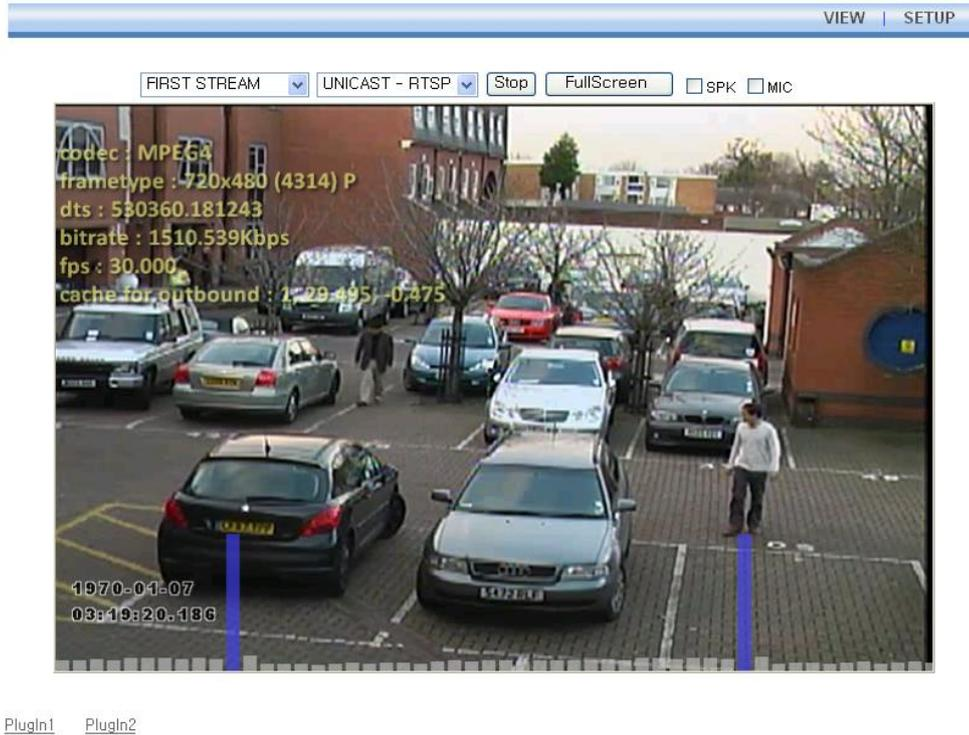 VIEW | SETUP
FIRST STREAM UNICAST - RTSP Stop FullScreen SPK MIC
codec : MPEG4
frametype : 720x480 (4314) P
dts : 530360.181243
bitrate : 1510.539Kbps
fps : 30.000
cache for outbound : 1, 29.495, -0.475
1970-01-07
03:19:20.186
PlugIn1 PlugIn2